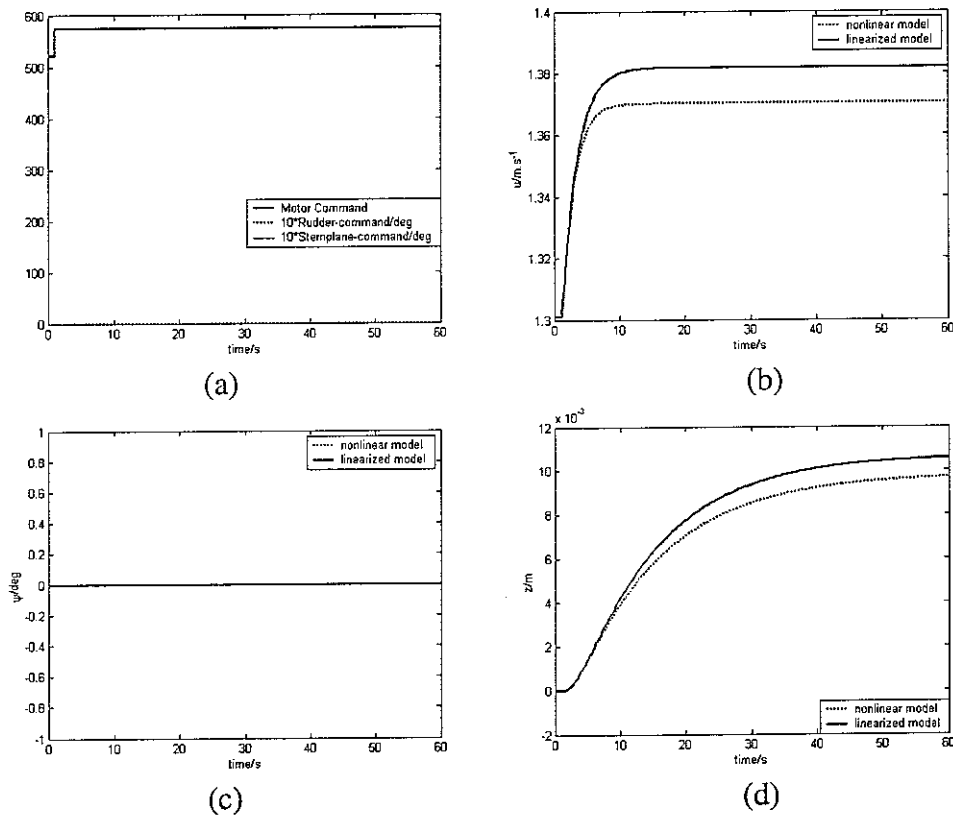 600
500
400
300
200
100
0
Motor Command
10*Rudder-command/deg
10*Sternplane-command/deg
0 10 20 30 40 50 60
time/s
(a)
1.4
1.38
1.36
1.34
1.32
1.3
u/m.s⁻¹
nonlinear model
linearized model
0 10 20 30 40 50 60
time/s
(b)
1
0.8
0.6
0.4
0.2
0
-0.2
-0.4
-0.6
-0.8
-1
ψ/deg
nonlinear model
linearized model
0 10 20 30 40 50 60
time/s
(c)
x 10⁻³
12
10
8
6
4
2
0
-2
z/m
nonlinear model
linearized model
0 10 20 30 40 50 60
time/s
(d)